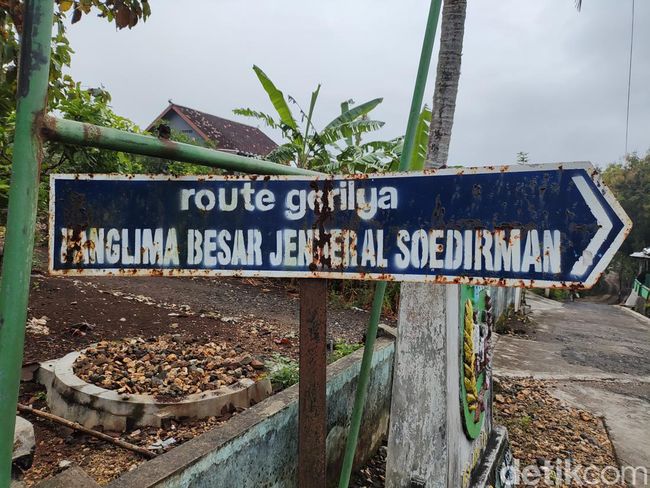 route gerilya
PANGLIMA BESAR JENDERAL SOEDIRMAN
detikcom